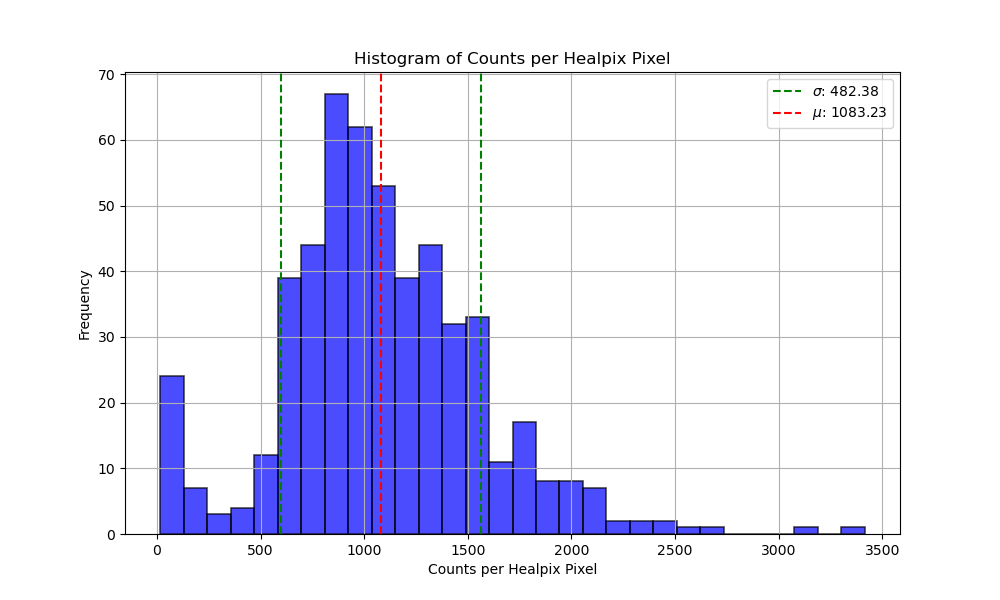 Histogram of Counts per Healpix Pixel
σ: 482.38
μ: 1083.23
70
60
50
40
30
20
10
0
Frequency
0 500 1000 1500 2000 2500 3000 3500
Counts per Healpix Pixel